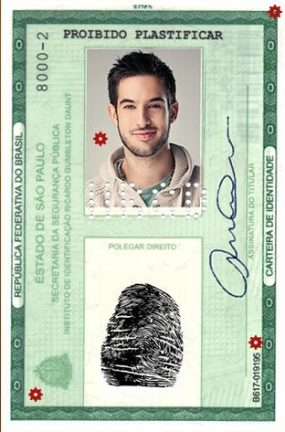 PROIBIDO PLASTIFICAR
8000-2
REPÚBLICA FEDERATIVA DO BRASIL
ESTADO DE SÃO PAULO
SECRETARIA DA SEGURANÇA PÚBLICA
INSTITUTO DE IDENTIFICAÇÃO RICARDO GUMBLETON DAUNT
POLEGAR DIREITO
ASSINATURA DO TITULAR
CARTEIRA DE IDENTIDADE
B617-019195